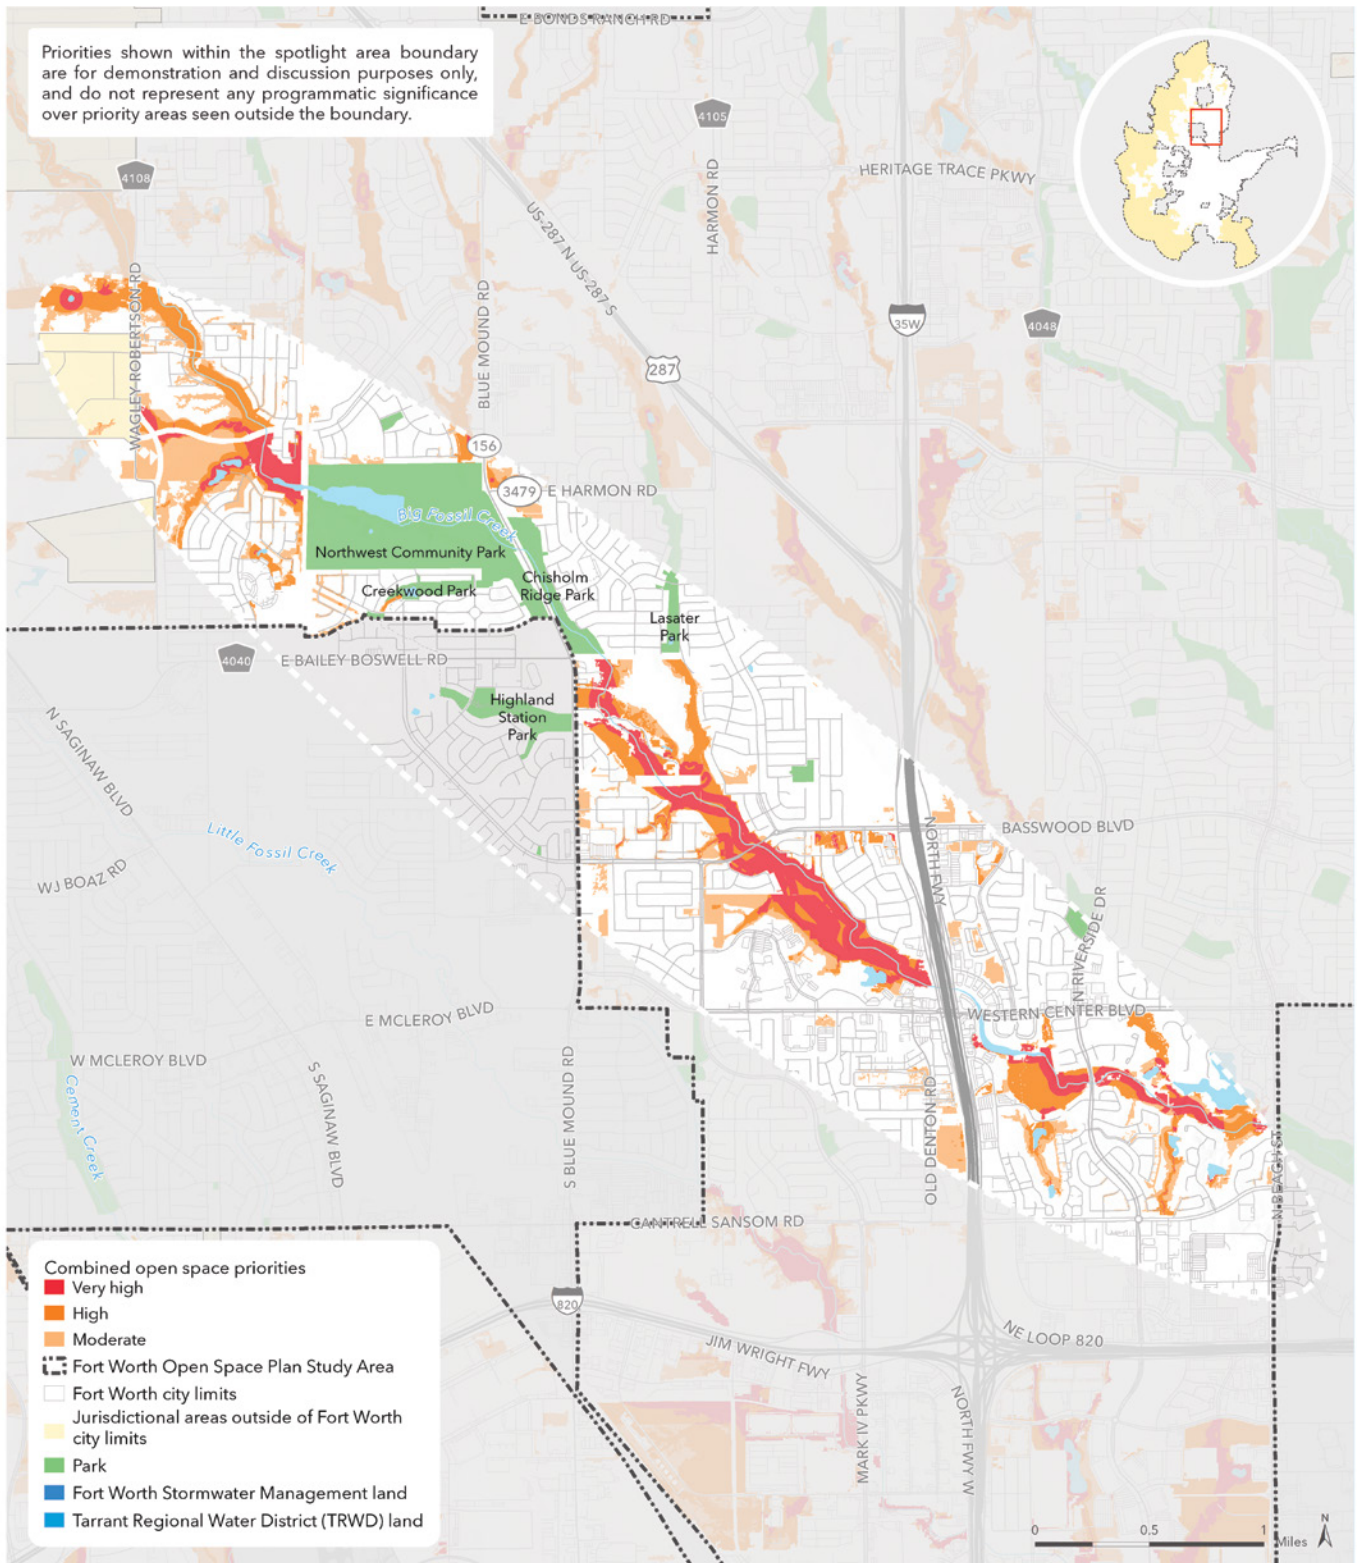 E BONDS RANCH RD
Priorities shown within the spotlight area boundary
are for demonstration and discussion purposes only,
and do not represent any programmatic significance
over priority areas seen outside the boundary.
4105
4108
HERITAGE TRACE PKWY
HARMON RD
US-287 N US-287 S
WAGLEY ROBERTSON RD
BLUE MOUND RD
35W
4048
287
156
3479
E HARMON RD
Big Fossil Creek
Northwest Community Park
Creekwood Park
Chisholm
Ridge Park
Lasater
Park
4040
E BAILEY BOSWELL RD
Highland
Station
Park
N SAGINAW BLVD
Little Fossil Creek
WJ BOAZ RD
BASSWOOD BLVD
NORTH FWY
N RIVERSIDE DR
E MCLEROY BLVD
WESTERN CENTER BLVD
W MCLEROY BLVD
S SAGINAW BLVD
Cement Creek
S BLUE MOUND RD
OLD DENTON RD
N BEACH ST
CANTRELL SANSOM RD
820
JIM WRIGHT FWY
NE LOOP 820
MARK IV PKWY
NORTH FWY W
Combined open space priorities
Very high
High
Moderate
Fort Worth Open Space Plan Study Area
Fort Worth city limits
Jurisdictional areas outside of Fort Worth
city limits
Park
Fort Worth Stormwater Management land
Tarrant Regional Water District (TRWD) land
0 0.5 1
Miles
N